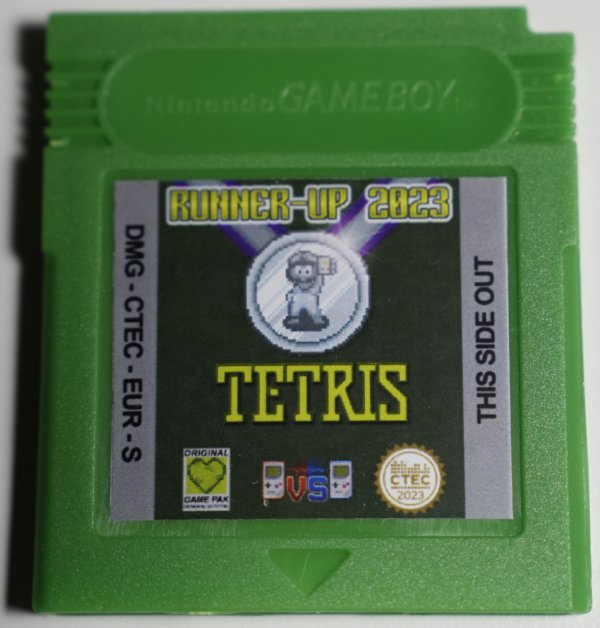 Nintendo GAME BOY TM
RUNNER-UP 2023
DMG - CTEC - EUR - S
THIS SIDE OUT
TETRIS
ORIGINAL
GAME PAK
VS
CTEC
2023